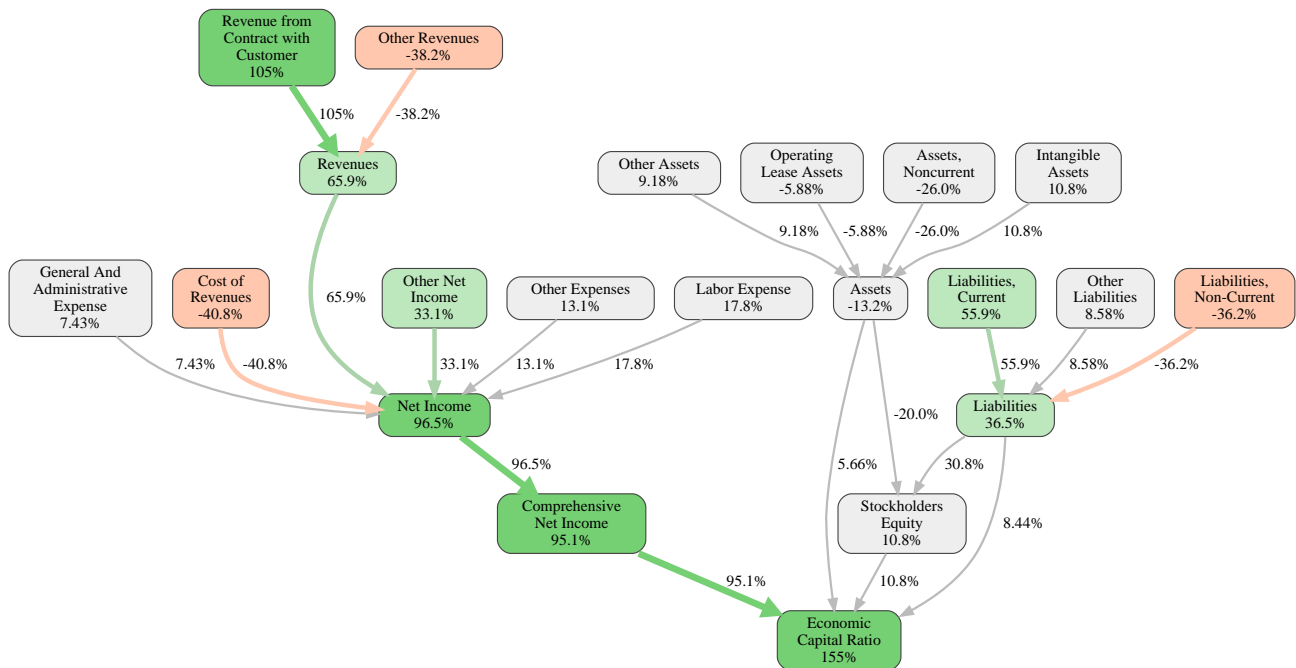 Revenue from
Contract with
Customer
105%
Other Revenues
-38.2%
105%
-38.2%
Revenues
65.9%
Other Assets
9.18%
Operating
Lease Assets
-5.88%
Assets,
Noncurrent
-26.0%
Intangible
Assets
10.8%
9.18%
-5.88%
-26.0%
10.8%
General And
Administrative
Expense
7.43%
Cost of
Revenues
-40.8%
65.9%
Other Net
Income
33.1%
Other Expenses
13.1%
Labor Expense
17.8%
Assets
-13.2%
Liabilities,
Current
55.9%
Other
Liabilities
8.58%
Liabilities,
Non-Current
-36.2%
7.43%
-40.8%
33.1%
13.1%
17.8%
55.9%
8.58%
-36.2%
Net Income
96.5%
-20.0%
Liabilities
36.5%
96.5%
5.66%
30.8%
Comprehensive
Net Income
95.1%
Stockholders
Equity
10.8%
8.44%
95.1%
10.8%
Economic
Capital Ratio
155%